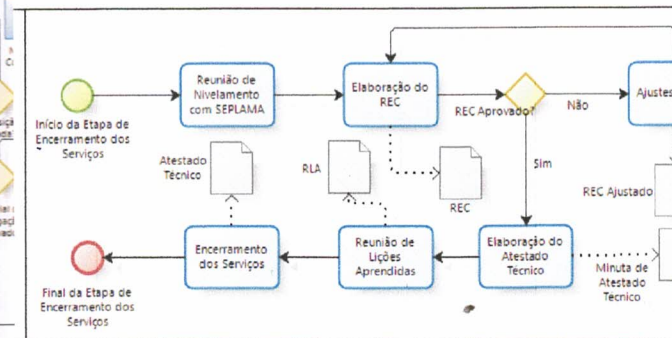 Reunião de
Nivelamento
com SEPLAMA
Elaboração do
REC
REC Aprovado?
Não
Ajustes
Início da Etapa de
Encerramento dos
Serviços
Atestado
Técnico
RLA
REC
Sim
REC Ajustado
Encerramento
dos Serviços
Reunião de
Lições
Aprendidas
Elaboração do
Atestado
Técnico
Minuta de
Atestado
Técnico
Final da Etapa de
Encerramento dos
Serviços